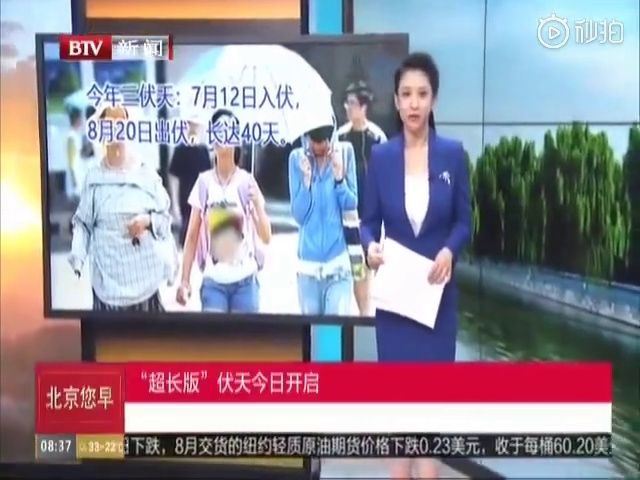 BTV 新闻
秒拍
今年三伏天：7月12日入伏，
8月20日出伏，长达40天。
“超长版”伏天今日开启
北京您早
08:37
33~22
下跌，8月交货的纽约轻质原油期货价格下跌0.23美元，收于每桶60.20美